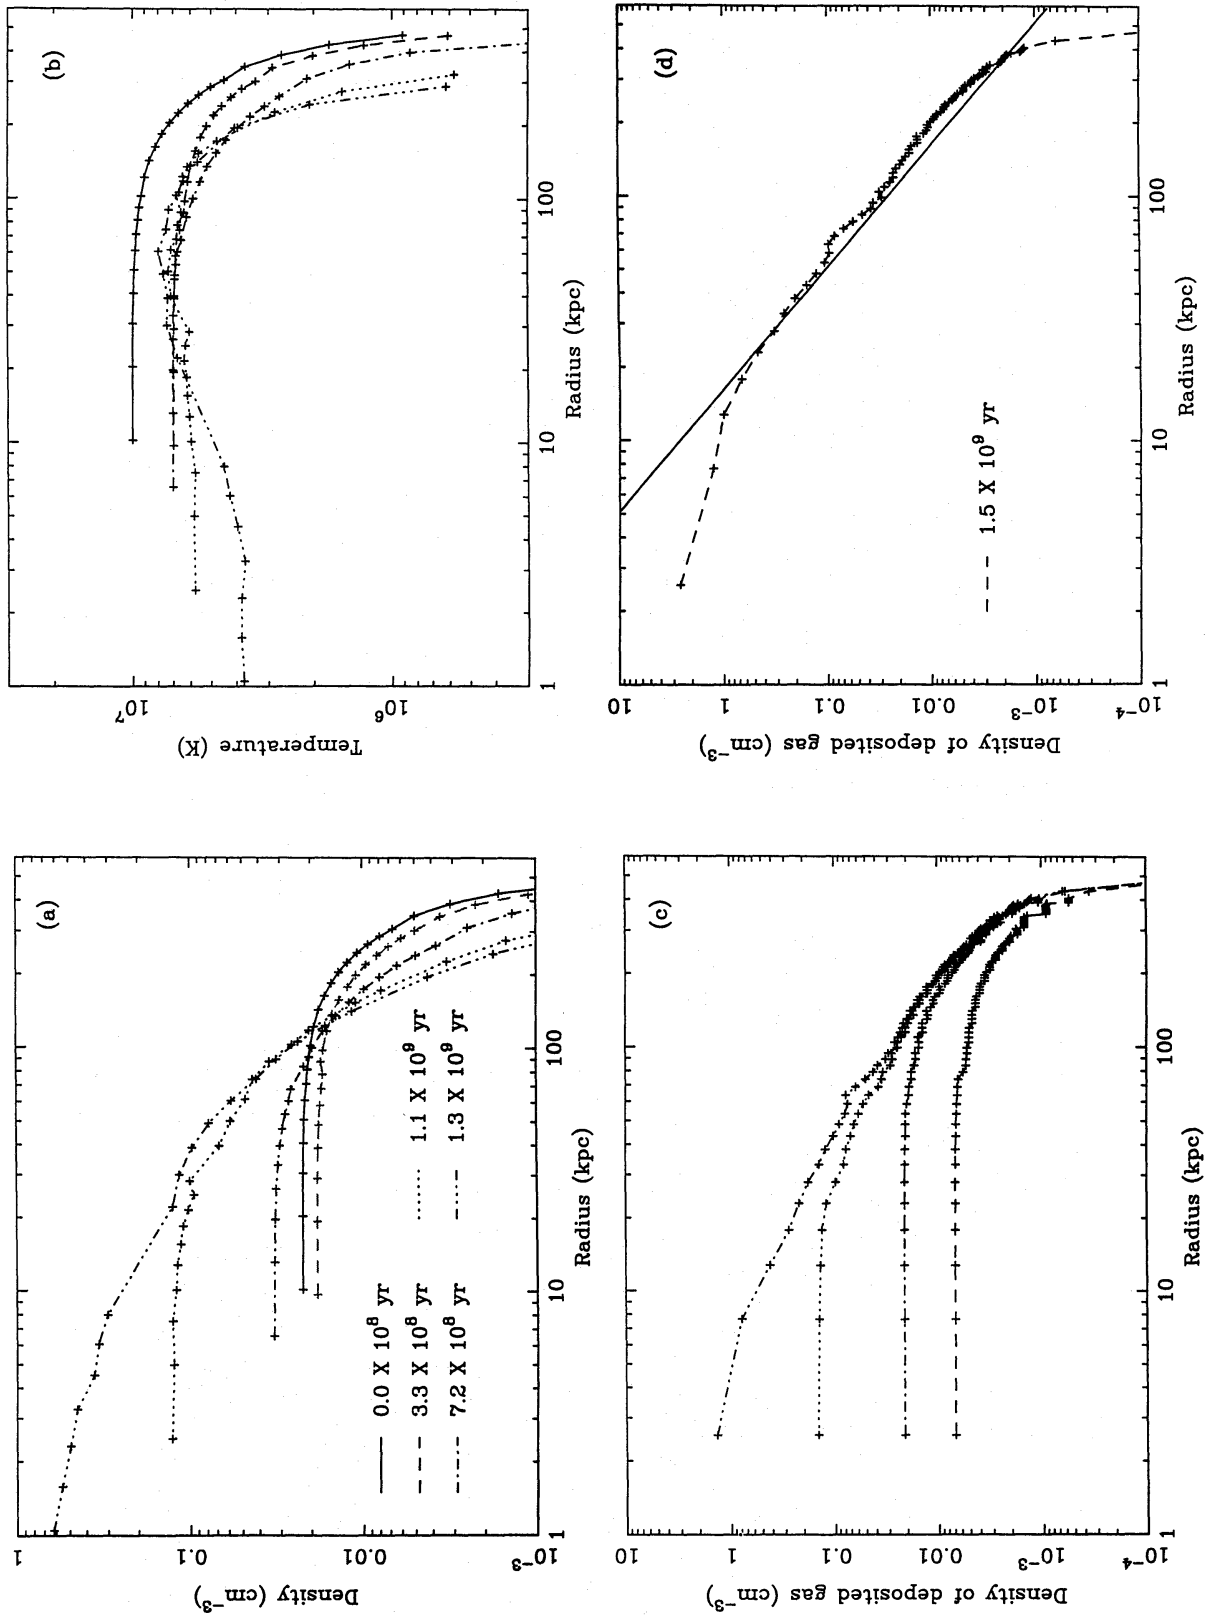 (a)
1
0.1
0.01
10⁻³
Density (cm⁻³)
1
10
100
Radius (kpc)
0.0 X 10⁸ yr
3.3 X 10⁸ yr
7.2 X 10⁸ yr
1.1 X 10⁹ yr
1.3 X 10⁹ yr
(b)
10⁷
10⁶
Temperature (K)
1
10
100
Radius (kpc)
(c)
10
1
0.1
0.01
10⁻³
10⁻⁴
Density of deposited gas (cm⁻³)
1
10
100
Radius (kpc)
(d)
10
1
0.1
0.01
10⁻³
10⁻⁴
Density of deposited gas (cm⁻³)
1
10
100
Radius (kpc)
1.5 X 10⁹ yr